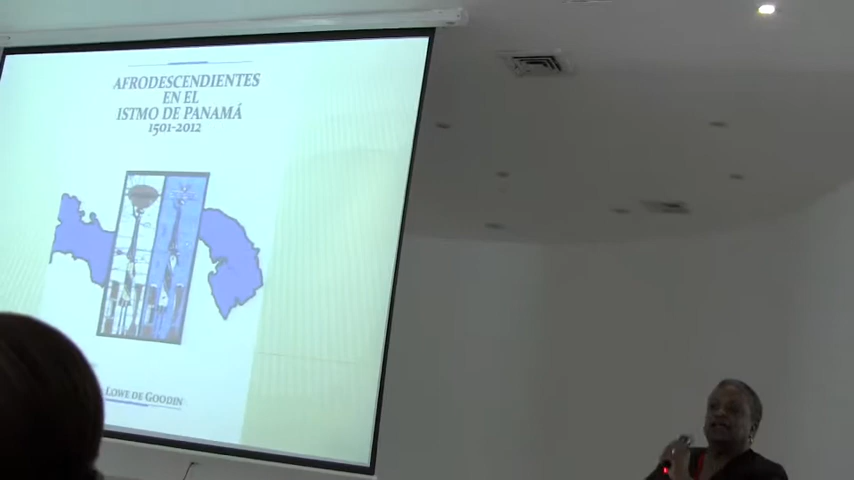 AFRODESCENDIENTES
EN EL
ISTMO DE PANAMÁ
1501-2012
LOWE DE GOODIN